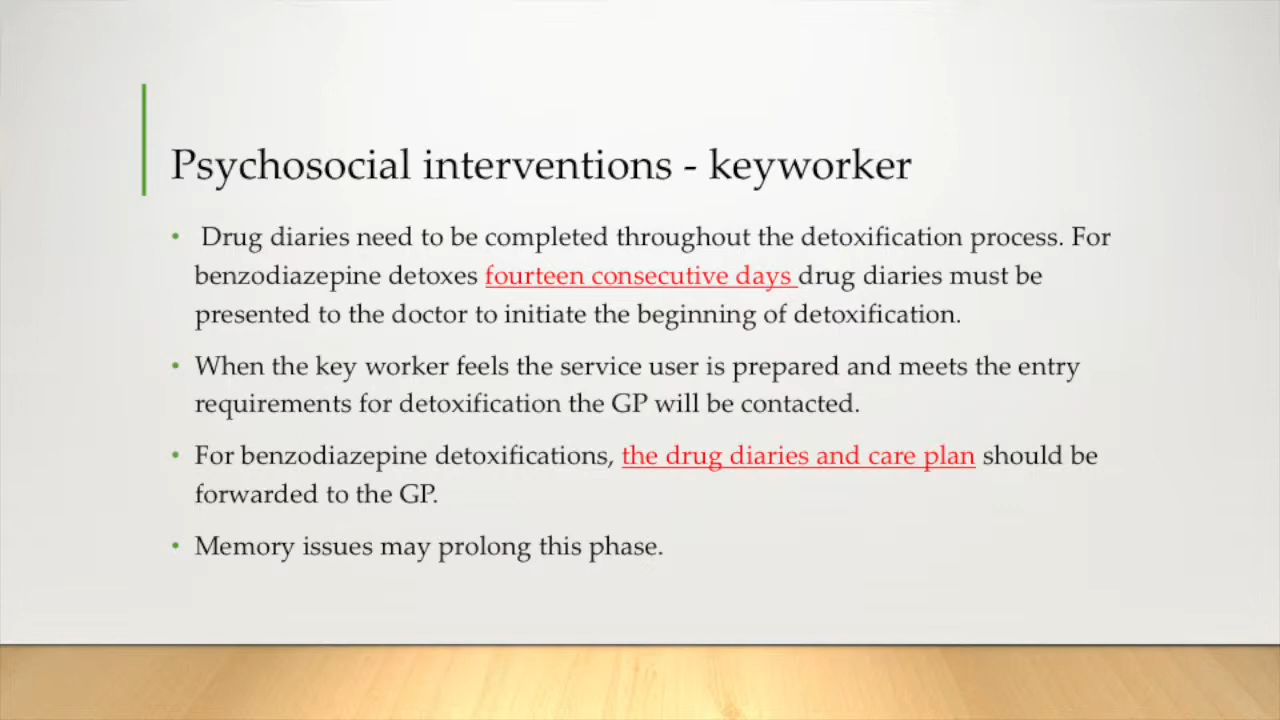 Psychosocial interventions - keyworker
• Drug diaries need to be completed throughout the detoxification process. For
benzodiazepine detoxes fourteen consecutive days drug diaries must be
presented to the doctor to initiate the beginning of detoxification.
• When the key worker feels the service user is prepared and meets the entry
requirements for detoxification the GP will be contacted.
• For benzodiazepine detoxifications, the drug diaries and care plan should be
forwarded to the GP.
• Memory issues may prolong this phase.